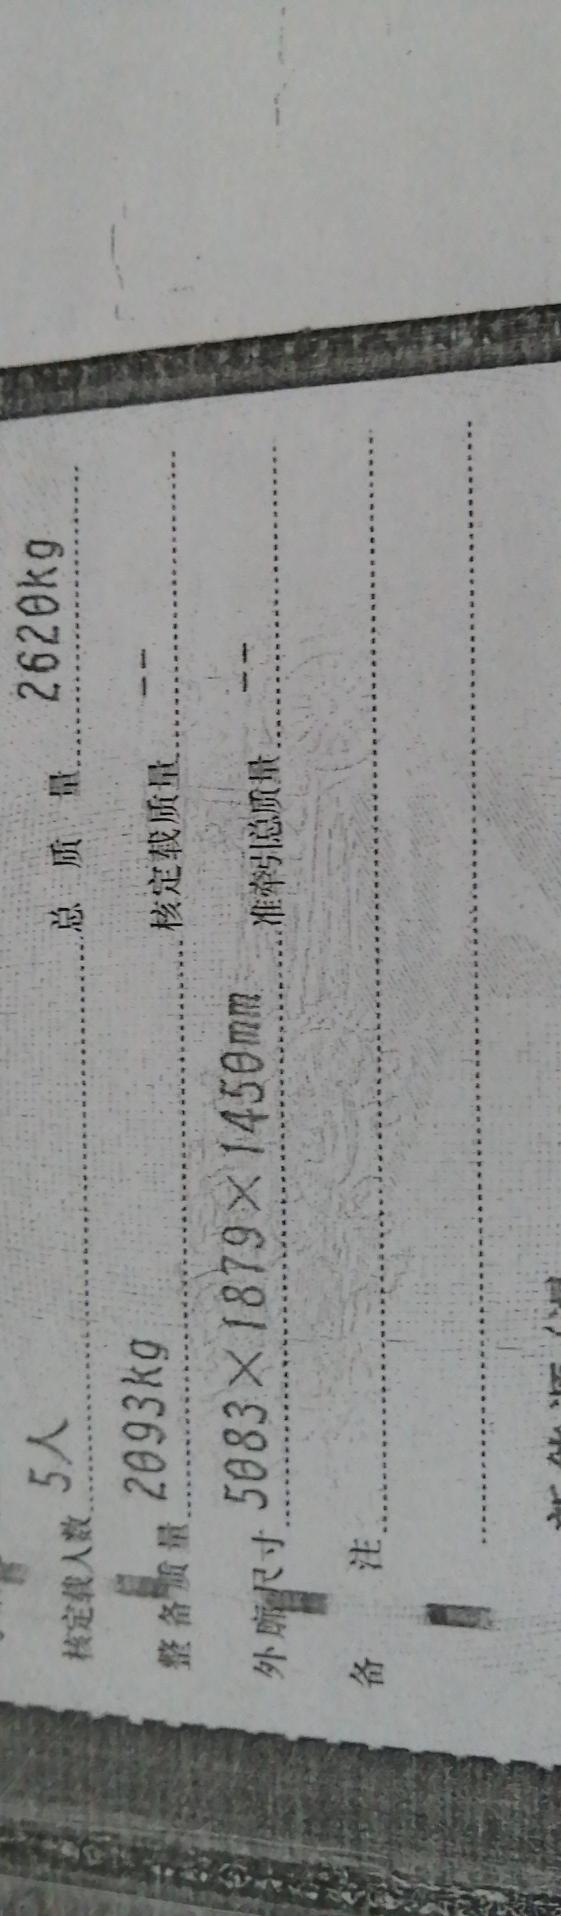 核定载人数 5人 总质量 2620kg
整备质量 2093kg 核定载质量 --
外廓尺寸 5083×1879×1450mm 准牵引总质量 --
备注